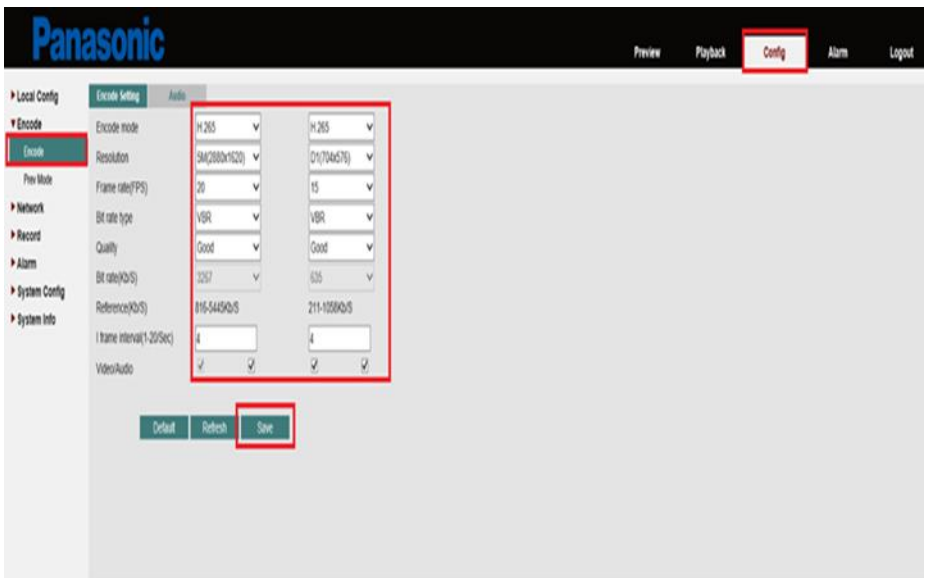 Panasonic
Preview Playback Config Alarm Logout
Local Config
Encode
Encode
Prev Mode
Network
Record
Alarm
System Config
System Info
Encode Setting Audio
Encode mode H.265 H.265
Resolution 5M(2880x1620) D1(704x576)
Frame rate(FPS) 20 15
Bit rate type VBR VBR
Quality Good Good
Bit rate(Kb/S) 3267 635
Reference(Kb/S) 816-5445Kb/S 211-1058Kb/S
I frame interval(1-20/Sec) 4 4
Video/Audio
Default Refresh Save